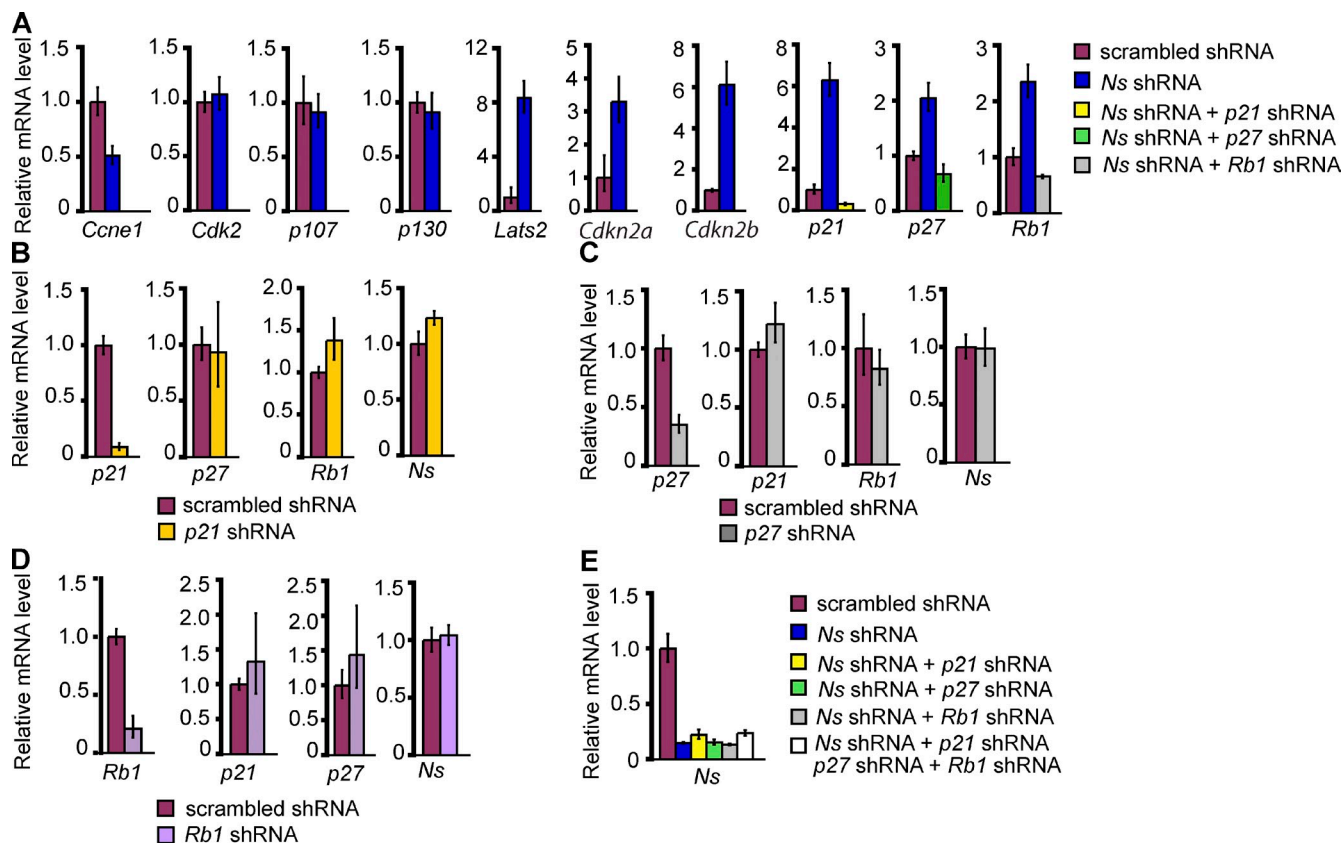 A
Relative mRNA level
1.5
1.0
0.5
0
Ccne1
1.5
1.0
0.5
0
Cdk2
1.5
1.0
0.5
0
p107
1.5
1.0
0.5
0
p130
12
8
4
0
Lats2
5
4
3
2
1
0
Cdkn2a
8
6
4
2
0
Cdkn2b
8
6
4
2
0
p21
3
2
1
0
p27
3
2
1
0
Rb1
scrambled shRNA
Ns shRNA
Ns shRNA + p21 shRNA
Ns shRNA + p27 shRNA
Ns shRNA + Rb1 shRNA
B
Relative mRNA level
1.5
1.0
0.5
0
p21
1.5
1.0
0.5
0
p27
2.0
1.5
1.0
0.5
0
Rb1
1.5
1.0
0.5
0
Ns
scrambled shRNA
p21 shRNA
C
Relative mRNA level
1.5
1.0
0.5
0
p27
1.5
1.0
0.5
0
p21
1.5
1.0
0.5
0
Rb1
1.5
1.0
0.5
0
Ns
scrambled shRNA
p27 shRNA
D
Relative mRNA level
1.5
1.0
0.5
0
Rb1
2.5
2.0
1.5
1.0
0.5
0
p21
2.5
2.0
1.5
1.0
0.5
0
p27
1.5
1.0
0.5
0
Ns
scrambled shRNA
Rb1 shRNA
E
Relative mRNA level
1.5
1.0
0.5
0
Ns
scrambled shRNA
Ns shRNA
Ns shRNA + p21 shRNA
Ns shRNA + p27 shRNA
Ns shRNA + Rb1 shRNA
Ns shRNA + p21 shRNA
p27 shRNA + Rb1 shRNA